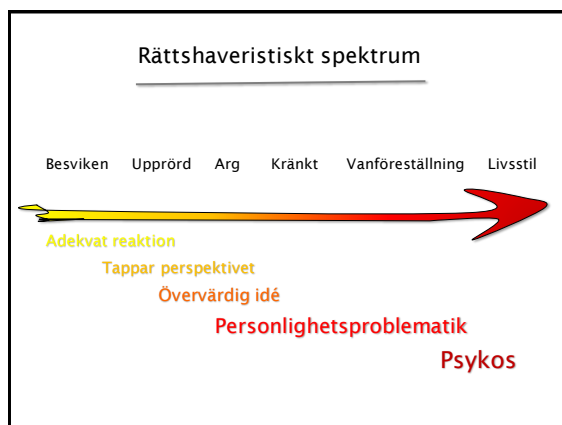 Rättshaveristiskt spektrum
Besviken Upprörd Arg Kränkt Vanföreställning Livsstil
Adekvat reaktion
Tappar perspektivet
Övervärdig idé
Personlighetsproblematik
Psykos